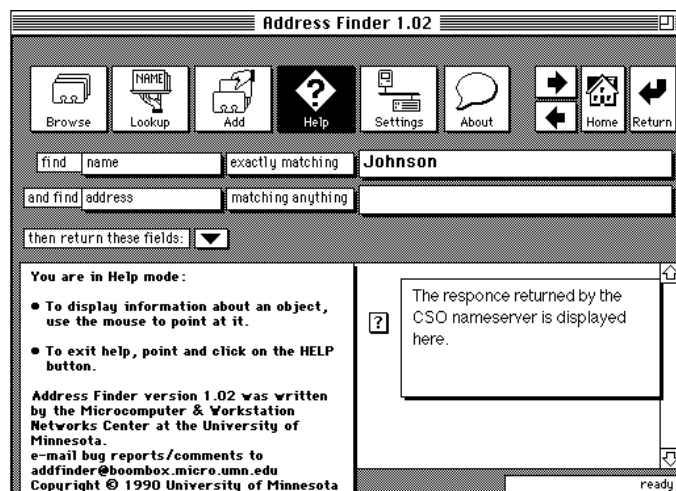 Address Finder 1.02
NAME
Browse Lookup Add Help Settings About Home Return
find name exactly matching Johnson
and find address matching anything
then return these fields:
You are in Help mode:
• To display information about an object,
use the mouse to point at it.
• To exit help, point and click on the HELP
button.
Address Finder version 1.02 was written
by the Microcomputer & Workstation
Networks Center at the University of
Minnesota.
e-mail bug reports/comments to
addfinder@boombox.micro.umn.edu
Copyright © 1990 University of Minnesota
?
The responce returned by the
CSO nameserver is displayed
here.
ready